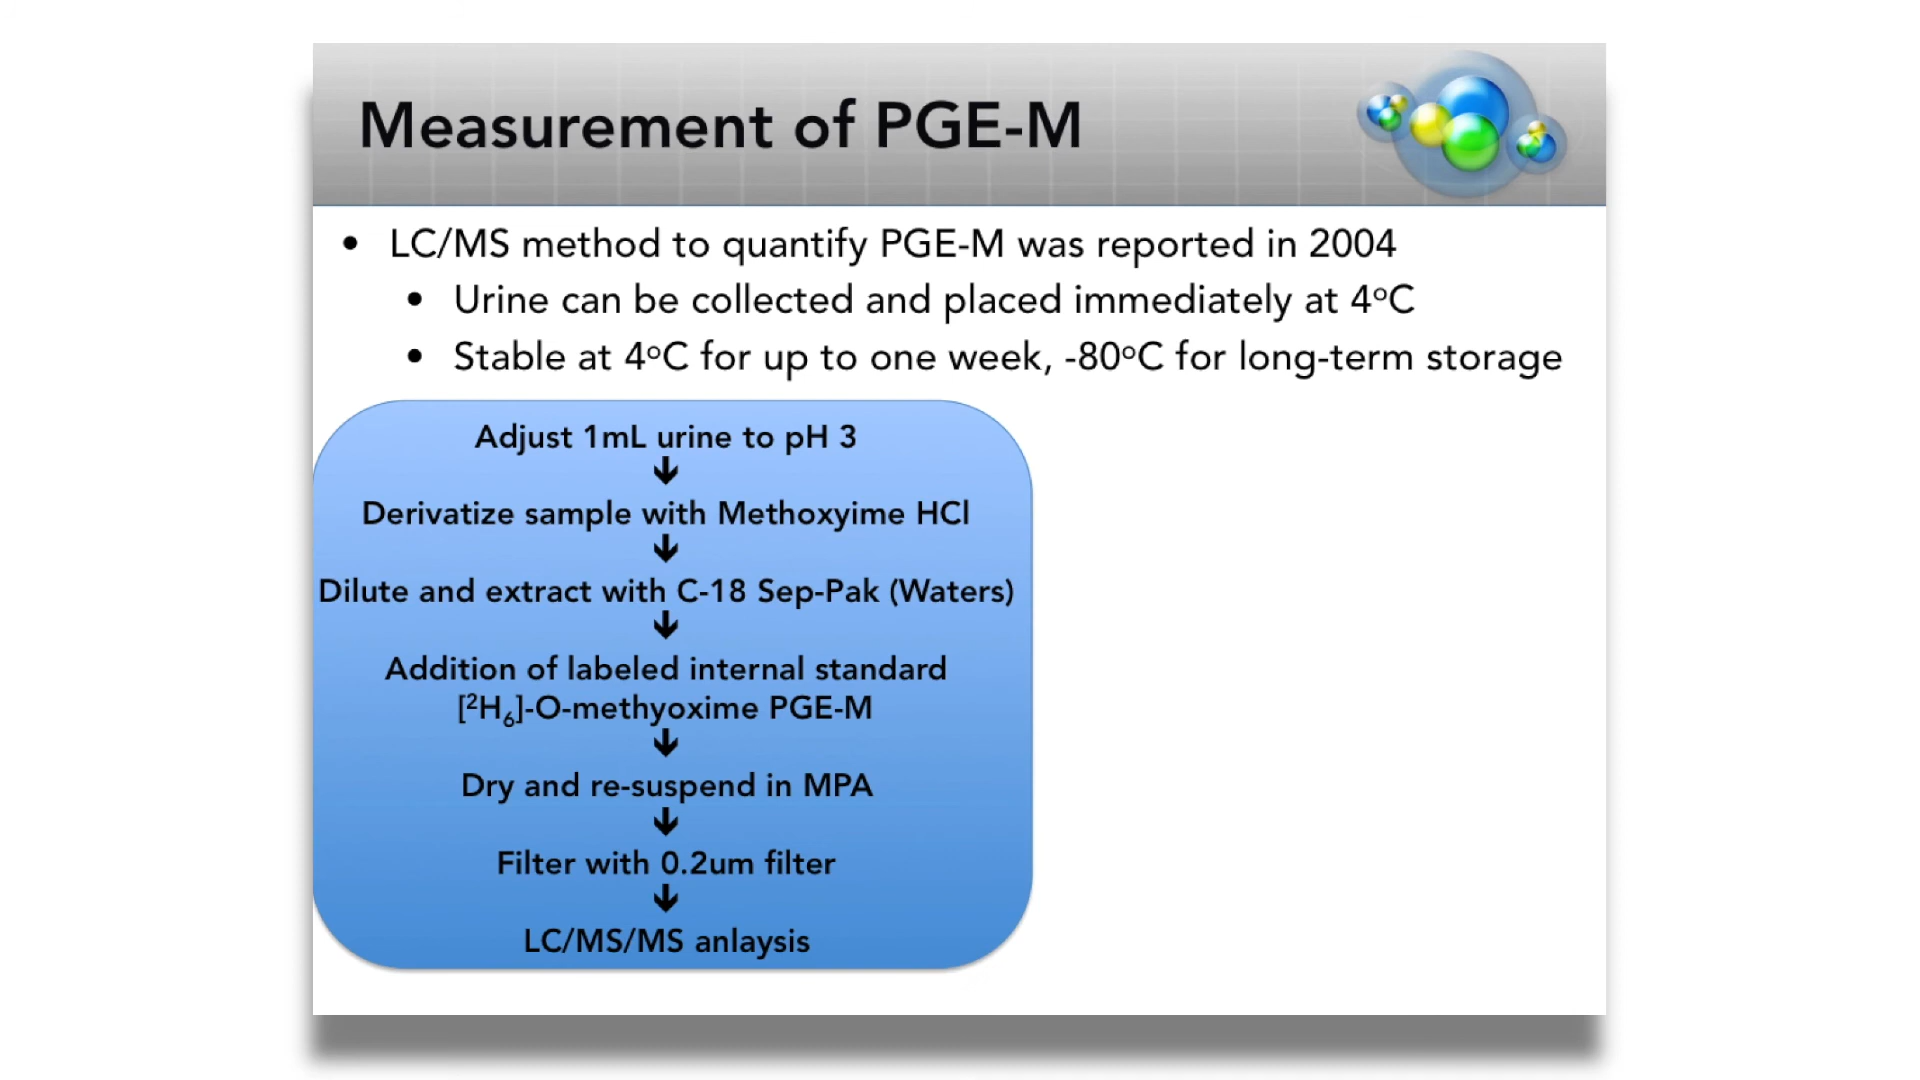 Measurement of PGE-M
• LC/MS method to quantify PGE-M was reported in 2004
• Urine can be collected and placed immediately at 4ºC
• Stable at 4ºC for up to one week, -80ºC for long-term storage
Adjust 1mL urine to pH 3
↓
Derivatize sample with Methoxyime HCl
↓
Dilute and extract with C-18 Sep-Pak (Waters)
↓
Addition of labeled internal standard
[²H₆]-O-methyoxime PGE-M
↓
Dry and re-suspend in MPA
↓
Filter with 0.2um filter
↓
LC/MS/MS anlaysis